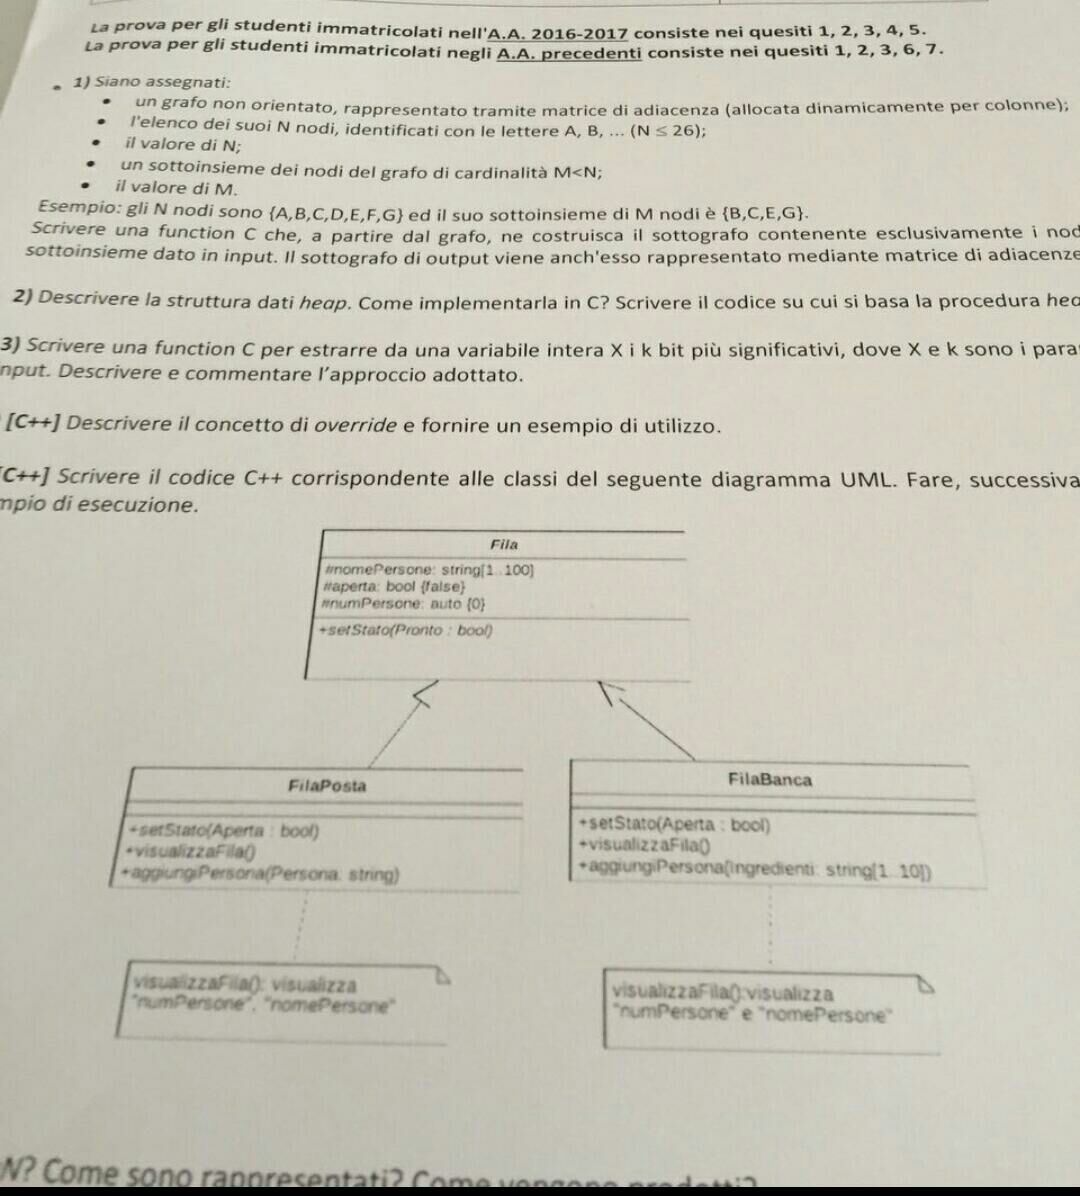 La prova per gli studenti immatricolati nell'A.A. 2016-2017 consiste nei quesiti 1, 2, 3, 4, 5.
La prova per gli studenti immatricolati negli A.A. precedenti consiste nei quesiti 1, 2, 3, 6, 7.
1) Siano assegnati:
• un grafo non orientato, rappresentato tramite matrice di adiacenza (allocata dinamicamente per colonne);
• l'elenco dei suoi N nodi, identificati con le lettere A, B, ... (N ≤ 26);
• il valore di N;
• un sottoinsieme dei nodi del grafo di cardinalità M<N;
• il valore di M.
Esempio: gli N nodi sono {A,B,C,D,E,F,G} ed il suo sottoinsieme di M nodi è {B,C,E,G}.
Scrivere una function C che, a partire dal grafo, ne costruisca il sottografo contenente esclusivamente i nod
sottoinsieme dato in input. Il sottografo di output viene anch'esso rappresentato mediante matrice di adiacenze
2) Descrivere la struttura dati heap. Come implementarla in C? Scrivere il codice su cui si basa la procedura hea
3) Scrivere una function C per estrarre da una variabile intera X i k bit più significativi, dove X e k sono i para
nput. Descrivere e commentare l'approccio adottato.
[C++] Descrivere il concetto di override e fornire un esempio di utilizzo.
[C++] Scrivere il codice C++ corrispondente alle classi del seguente diagramma UML. Fare, successiva
mpio di esecuzione.
Fila
#nomePersone: string[1..100]
#aperta: bool {false}
#numPersone: auto {0}
+setStato(Pronto : bool)
FilaPosta
+setStato(Aperta : bool)
+visualizzaFila()
+aggiungiPersona(Persona: string)
FilaBanca
+setStato(Aperta : bool)
+visualizzaFila()
+aggiungiPersona(Ingredienti: string[1..10])
visualizzaFila(): visualizza
"numPersone", "nomePersone"
visualizzaFila():visualizza
"numPersone" e "nomePersone"
N? Come sono rappresentati? Come vengono prodotti?